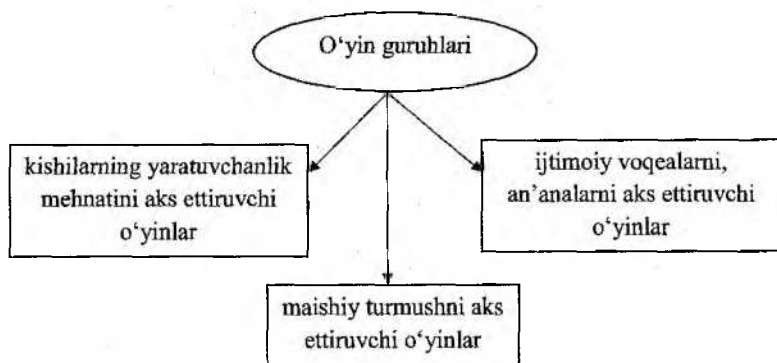 O‘yin guruhlari
kishilarning yaratuvchanlik
mehnatini aks ettiruvchi
o‘yinlar
ijtimoiy voqealarni,
an’analarni aks ettiruvchi
o‘yinlar
maishiy turmushni aks
ettiruvchi o‘yinlar